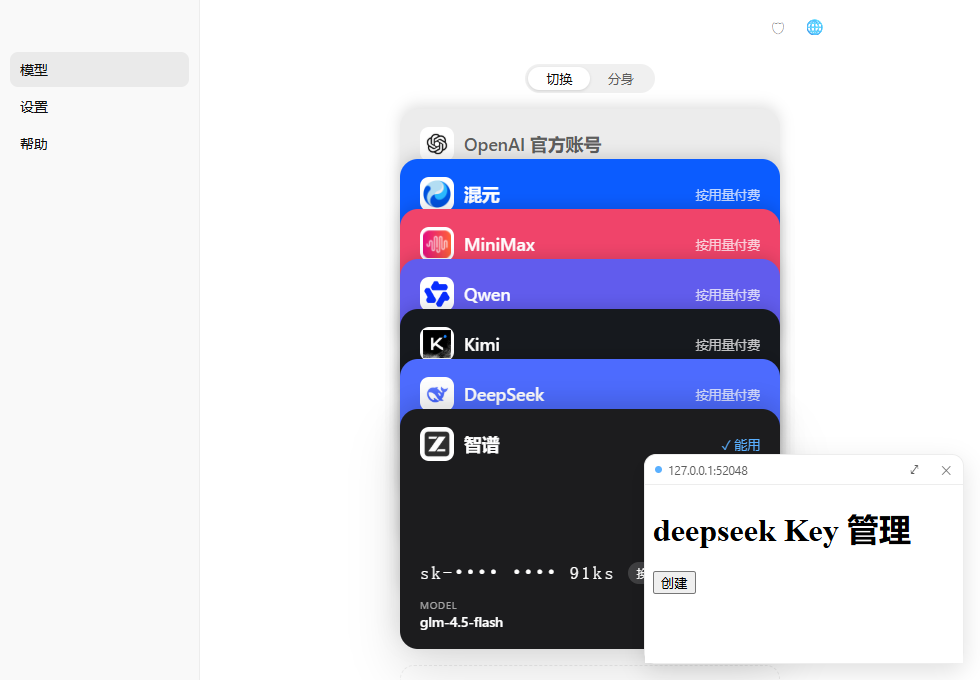 模型
设置
帮助
切换
分身
OpenAI 官方账号
混元
按用量付费
MiniMax
按用量付费
Qwen
按用量付费
Kimi
按用量付费
DeepSeek
按用量付费
智谱
✓ 能用
sk-•••• •••• 91ks
MODEL
glm-4.5-flash
127.0.0.1:52048
deepseek Key 管理
创建